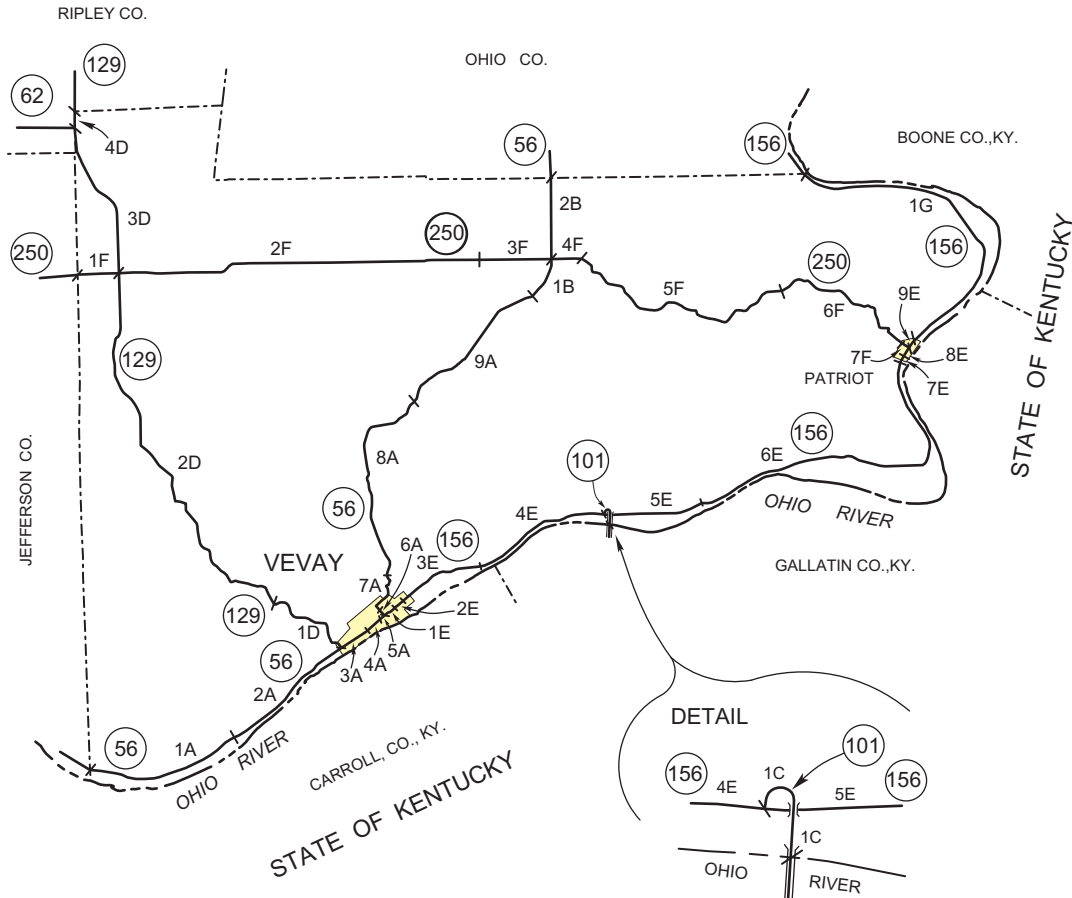 RIPLEY CO.
129
OHIO CO.
62
4D
56
156
BOONE CO.,KY.
2B
1G
3D
156
250
1F
2F
250
3F
4F
250
1B
5F
6F
9E
7F
8E
7E
PATRIOT
STATE OF KENTUCKY
129
9A
JEFFERSON CO.
2D
8A
101
156
6E
56
4E
5E
OHIO RIVER
VEVAY
6A
3E
156
GALLATIN CO.,KY.
7A
2E
129
1D
1E
5A
4A
3A
56
2A
56
1A
OHIO RIVER
CARROLL, CO., KY.
STATE OF KENTUCKY
DETAIL
101
156
4E
1C
5E
156
1C
OHIO RIVER